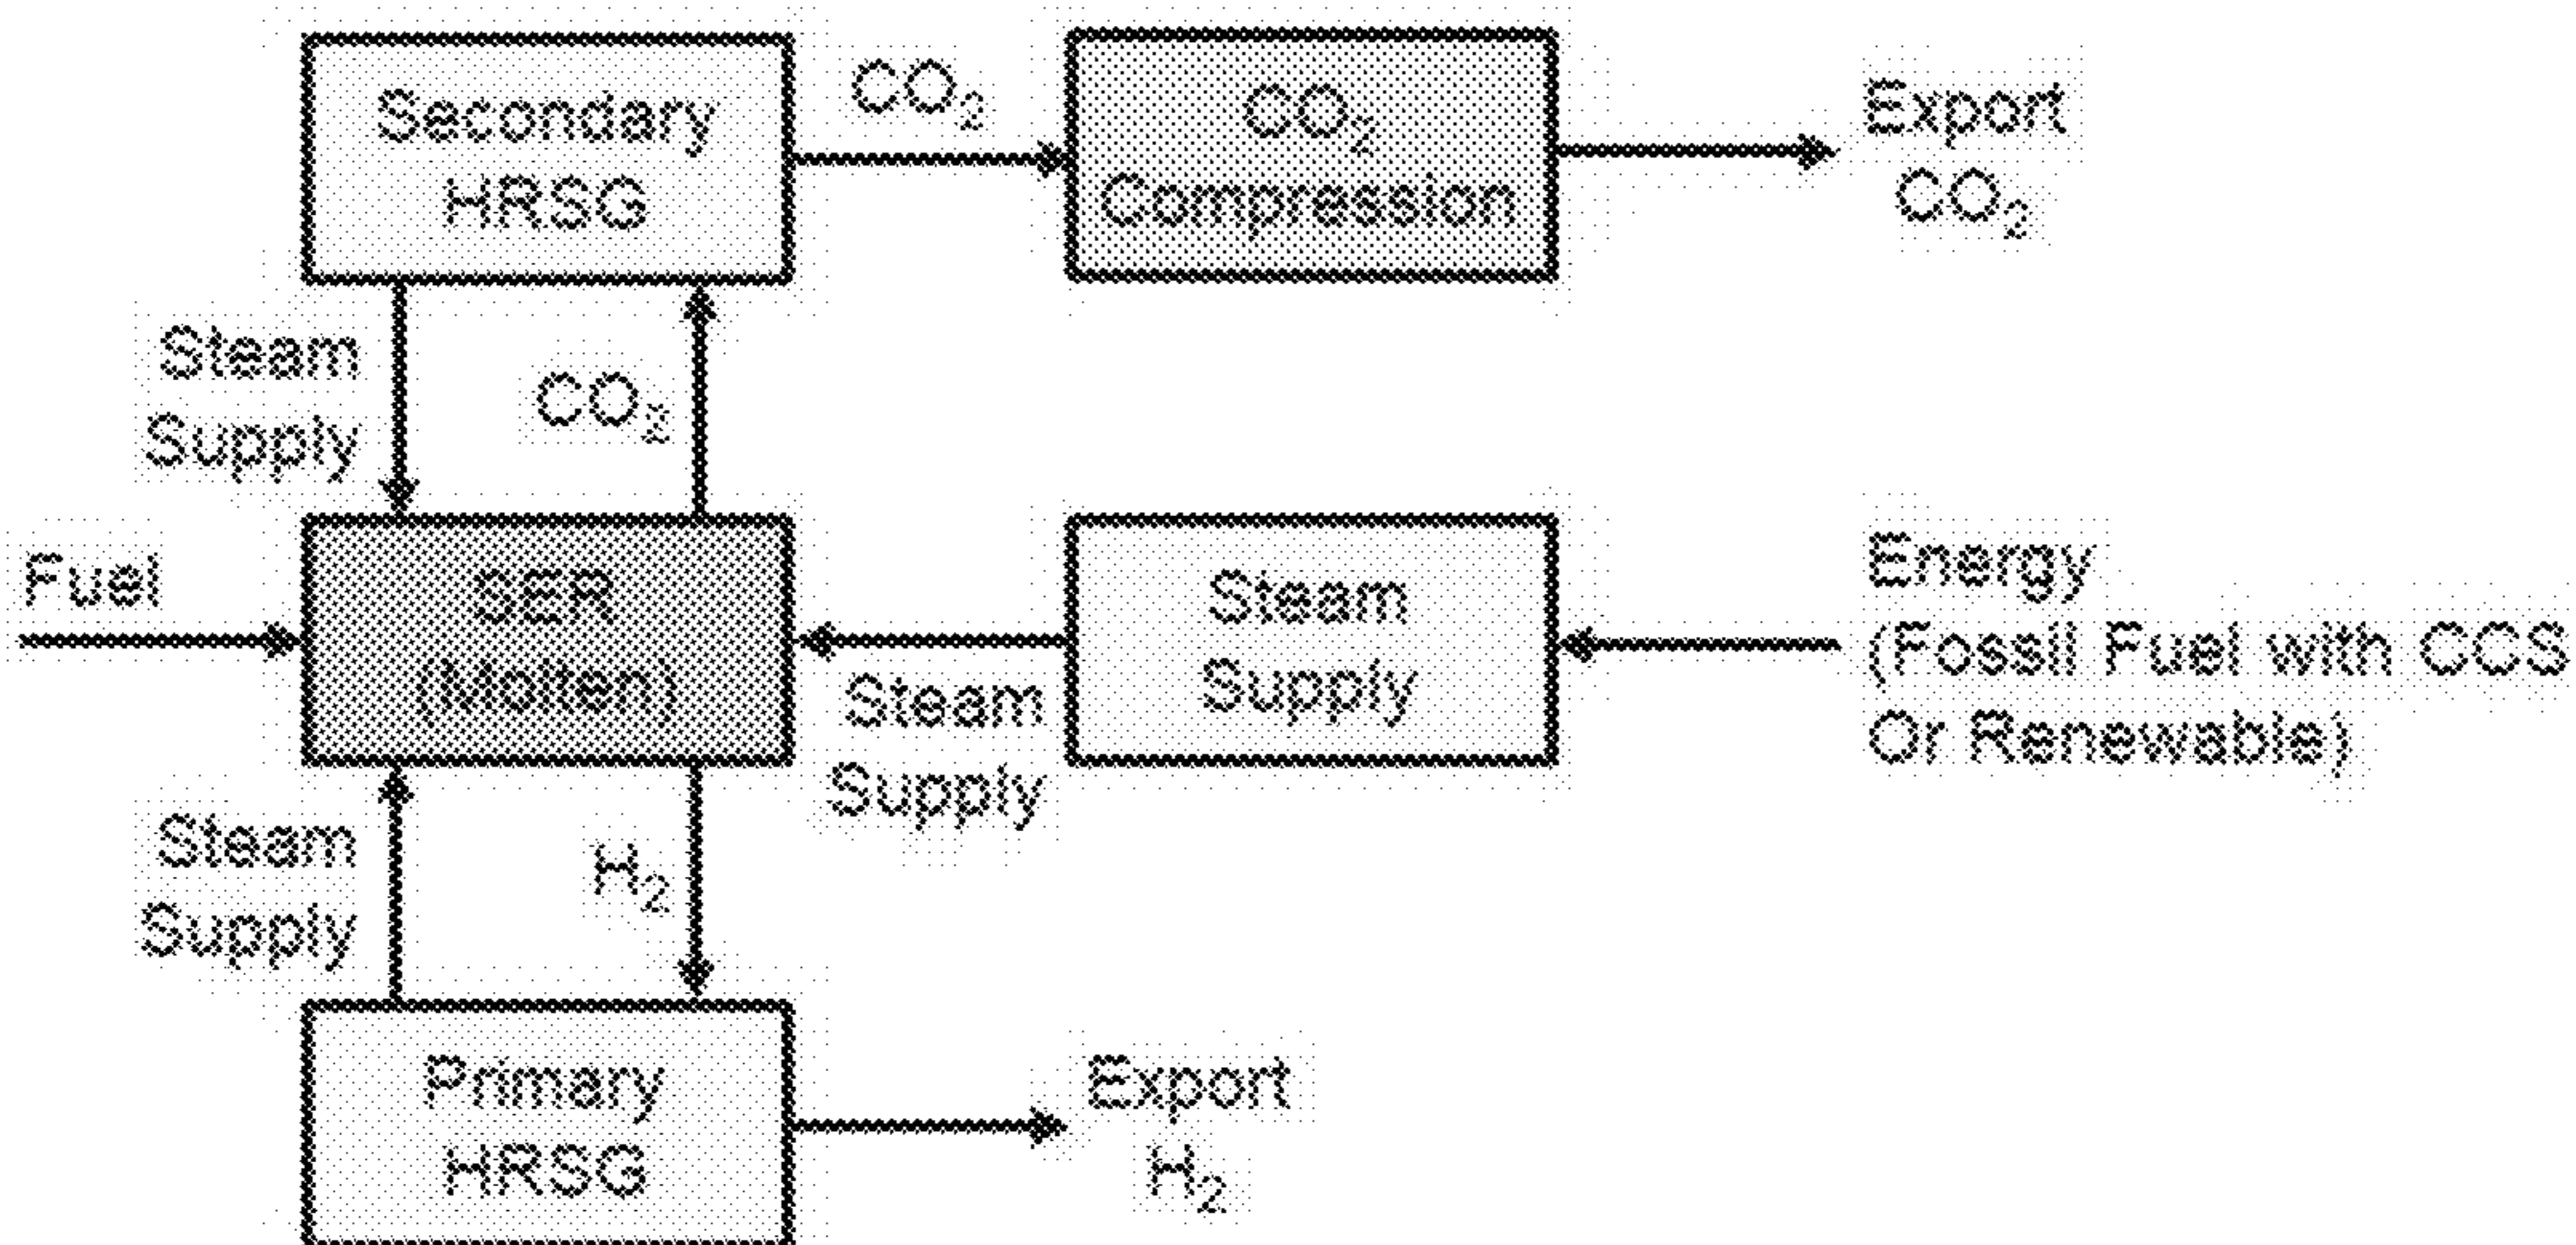 Secondary
HRSG
CO₂
CO₂
Compression
Export
CO₂
Steam
Supply
CO₂
Fuel
SER
(Molten)
Steam
Supply
Steam
Supply
Energy
(Fossil Fuel with CCS
Or Renewable)
Steam
Supply
H₂
Primary
HRSG
Export
H₂